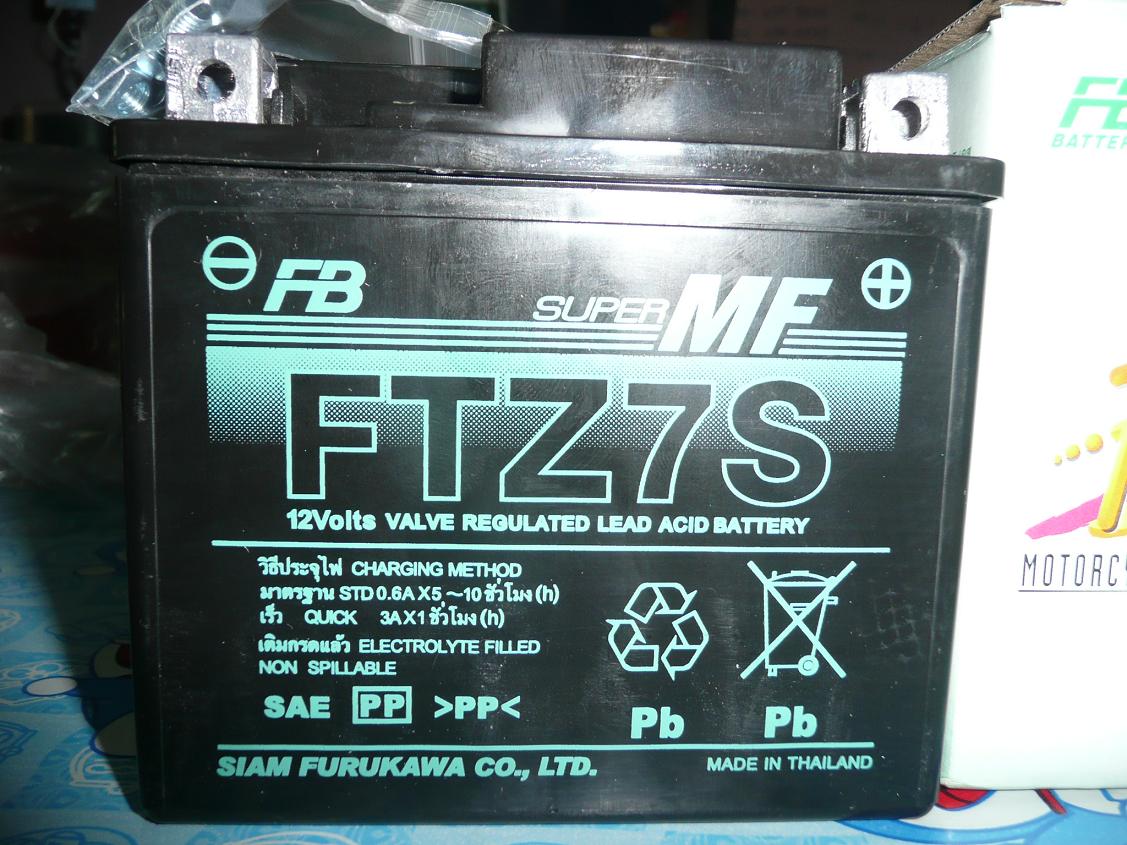 FB
SUPER MF
FTZ7S
12Volts VALVE REGULATED LEAD ACID BATTERY
วิธีประจุไฟ CHARGING METHOD
มาตรฐาน STD 0.6A X 5 ~ 10 ชั่วโมง (h)
เร็ว QUICK 3A X 1 ชั่วโมง (h)
เติมกรดแล้ว ELECTROLYTE FILLED
NON SPILLABLE
SAE PP >PP<
Pb Pb
SIAM FURUKAWA CO., LTD. MADE IN THAILAND